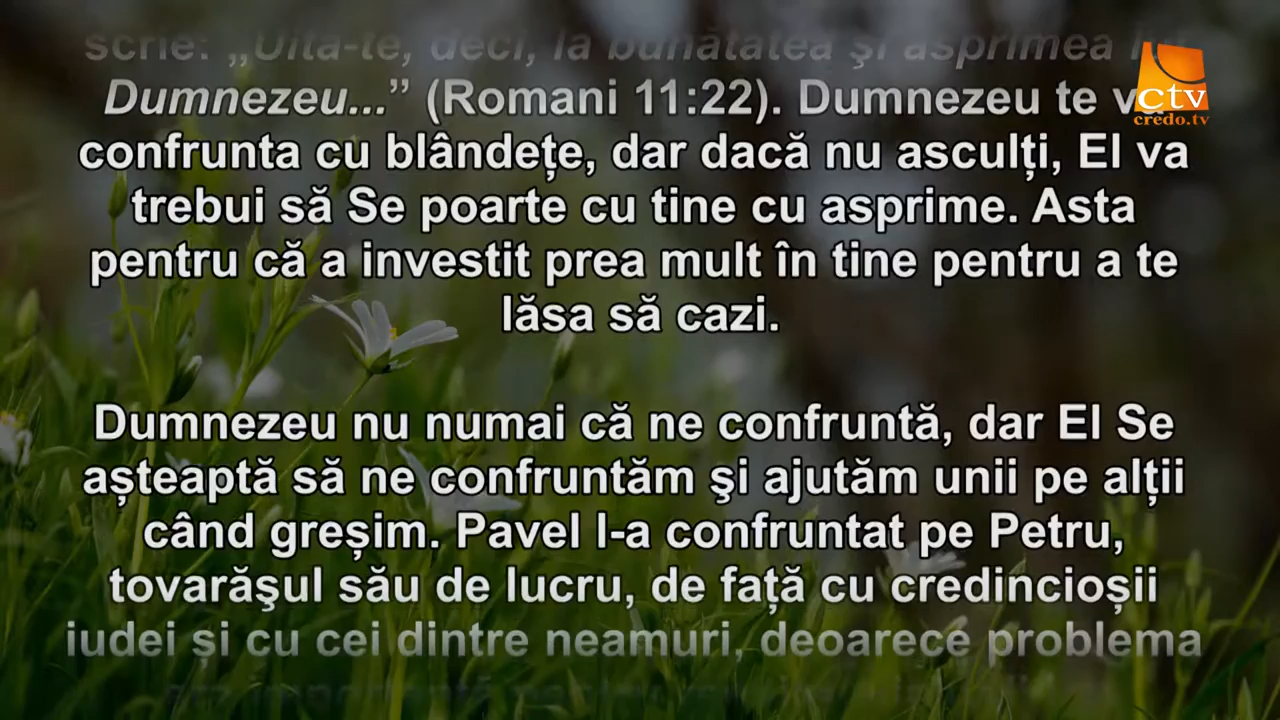 scrie: „Uită-te, deci, la bunătatea şi asprimea
Dumnezeu...” (Romani 11:22). Dumnezeu te
confrunta cu blândețe, dar dacă nu asculți, El va
trebui să Se poarte cu tine cu asprime. Asta
pentru că a investit prea mult în tine pentru a te
lăsa să cazi.
Dumnezeu nu numai că ne confruntă, dar El Se
așteaptă să ne confruntăm şi ajutăm unii pe alții
când greșim. Pavel l-a confruntat pe Petru,
tovarăşul său de lucru, de față cu credincioșii
iudei și cu cei dintre neamuri, deoarece problema
ctv
credo.tv